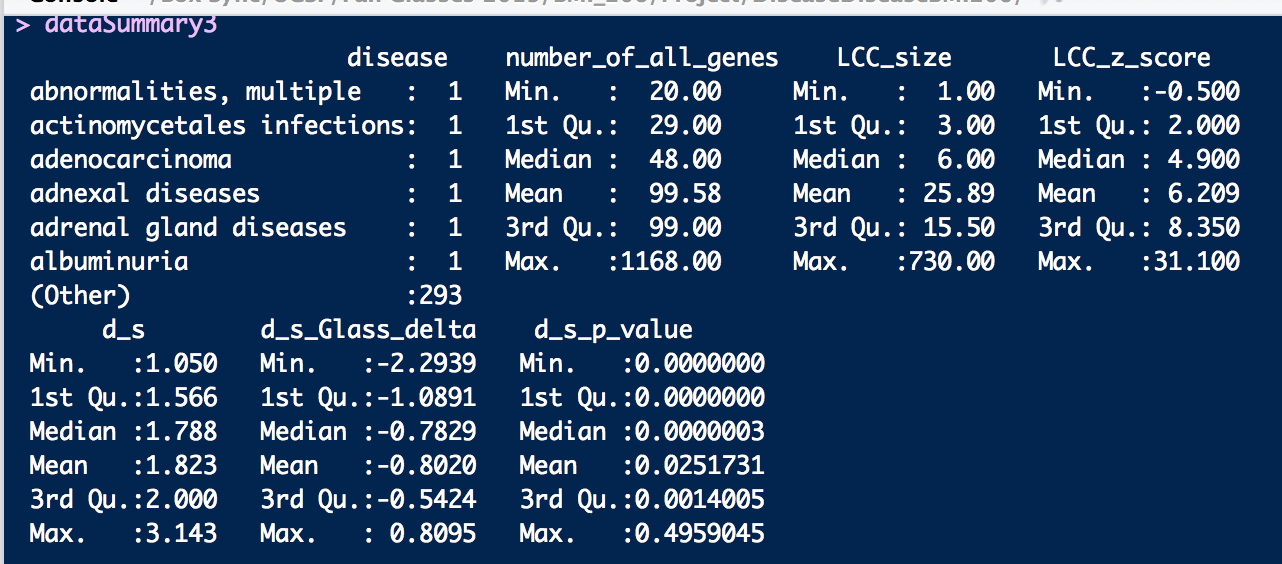 > dataSummary3
disease number_of_all_genes LCC_size LCC_z_score
abnormalities, multiple : 1 Min. : 20.00 Min. : 1.00 Min. :-0.500
actinomycetales infections: 1 1st Qu.: 29.00 1st Qu.: 3.00 1st Qu.: 2.000
adenocarcinoma : 1 Median : 48.00 Median : 6.00 Median : 4.900
adnexal diseases : 1 Mean : 99.58 Mean : 25.89 Mean : 6.209
adrenal gland diseases : 1 3rd Qu.: 99.00 3rd Qu.: 15.50 3rd Qu.: 8.350
albuminuria : 1 Max. :1168.00 Max. :730.00 Max. :31.100
(Other) :293
d_s d_s_Glass_delta d_s_p_value
Min. :1.050 Min. :-2.2939 Min. :0.0000000
1st Qu.:1.566 1st Qu.:-1.0891 1st Qu.:0.0000000
Median :1.788 Median :-0.7829 Median :0.0000003
Mean :1.823 Mean :-0.8020 Mean :0.0251731
3rd Qu.:2.000 3rd Qu.:-0.5424 3rd Qu.:0.0014005
Max. :3.143 Max. : 0.8095 Max. :0.4959045